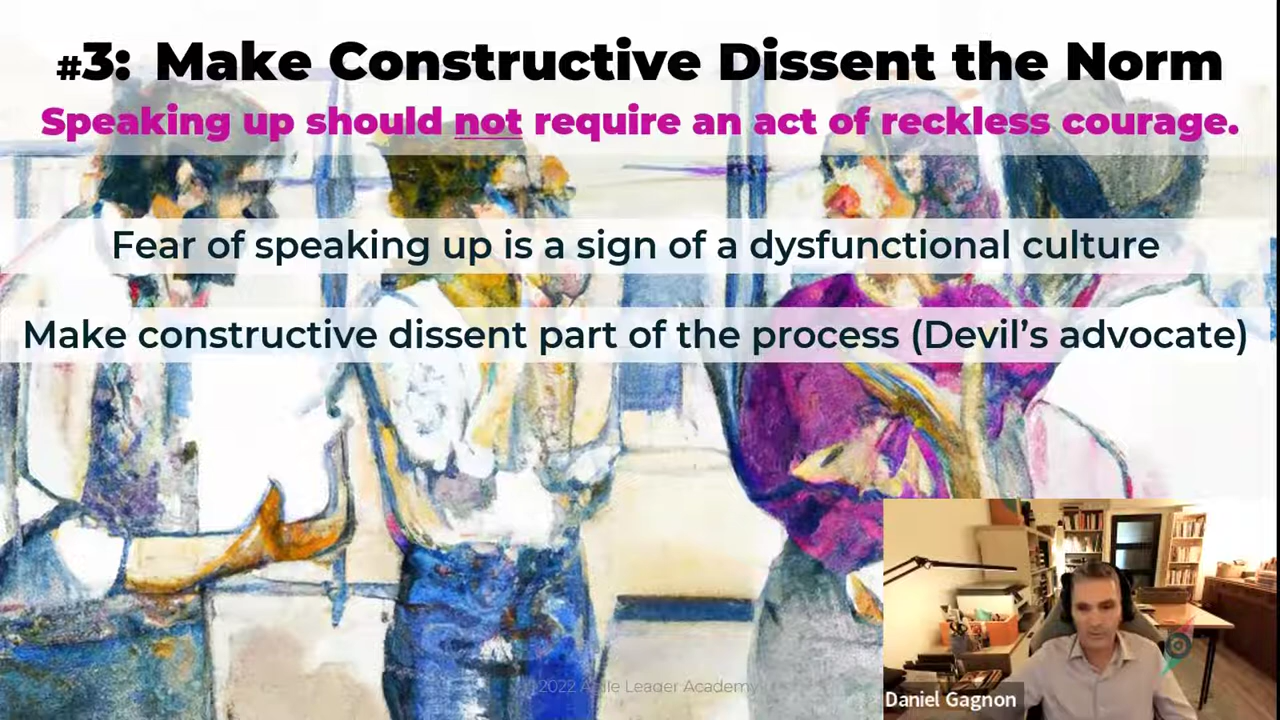 #3: Make Constructive Dissent the Norm
Speaking up should not require an act of reckless courage.
Fear of speaking up is a sign of a dysfunctional culture
Make constructive dissent part of the process (Devil’s advocate)
2022 Agile Leader Academy
Daniel Gagnon